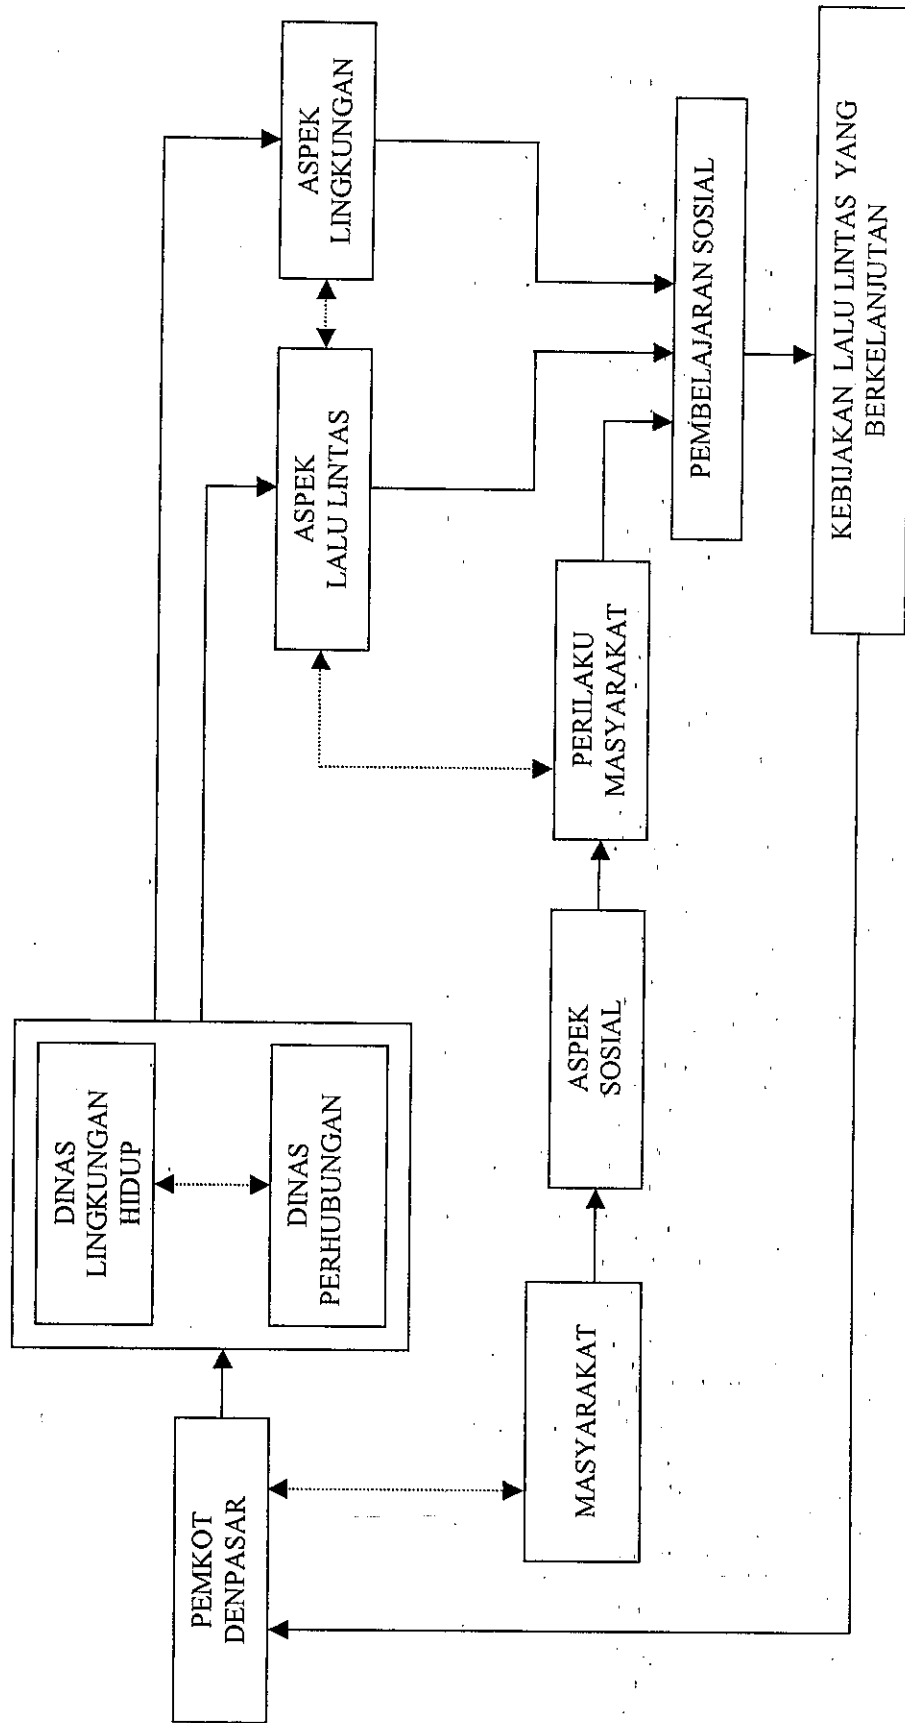 PEMKOT
DENPASAR
DINAS
LINGKUNGAN
HIDUP
DINAS
PERHUBUNGAN
ASPEK
LALU LINTAS
ASPEK
LINGKUNGAN
MASYARAKAT
ASPEK
SOSIAL
PERILAKU
MASYARAKAT
PEMBELAJARAN SOSIAL
KEBIJAKAN LALU LINTAS YANG
BERKELANJUTAN